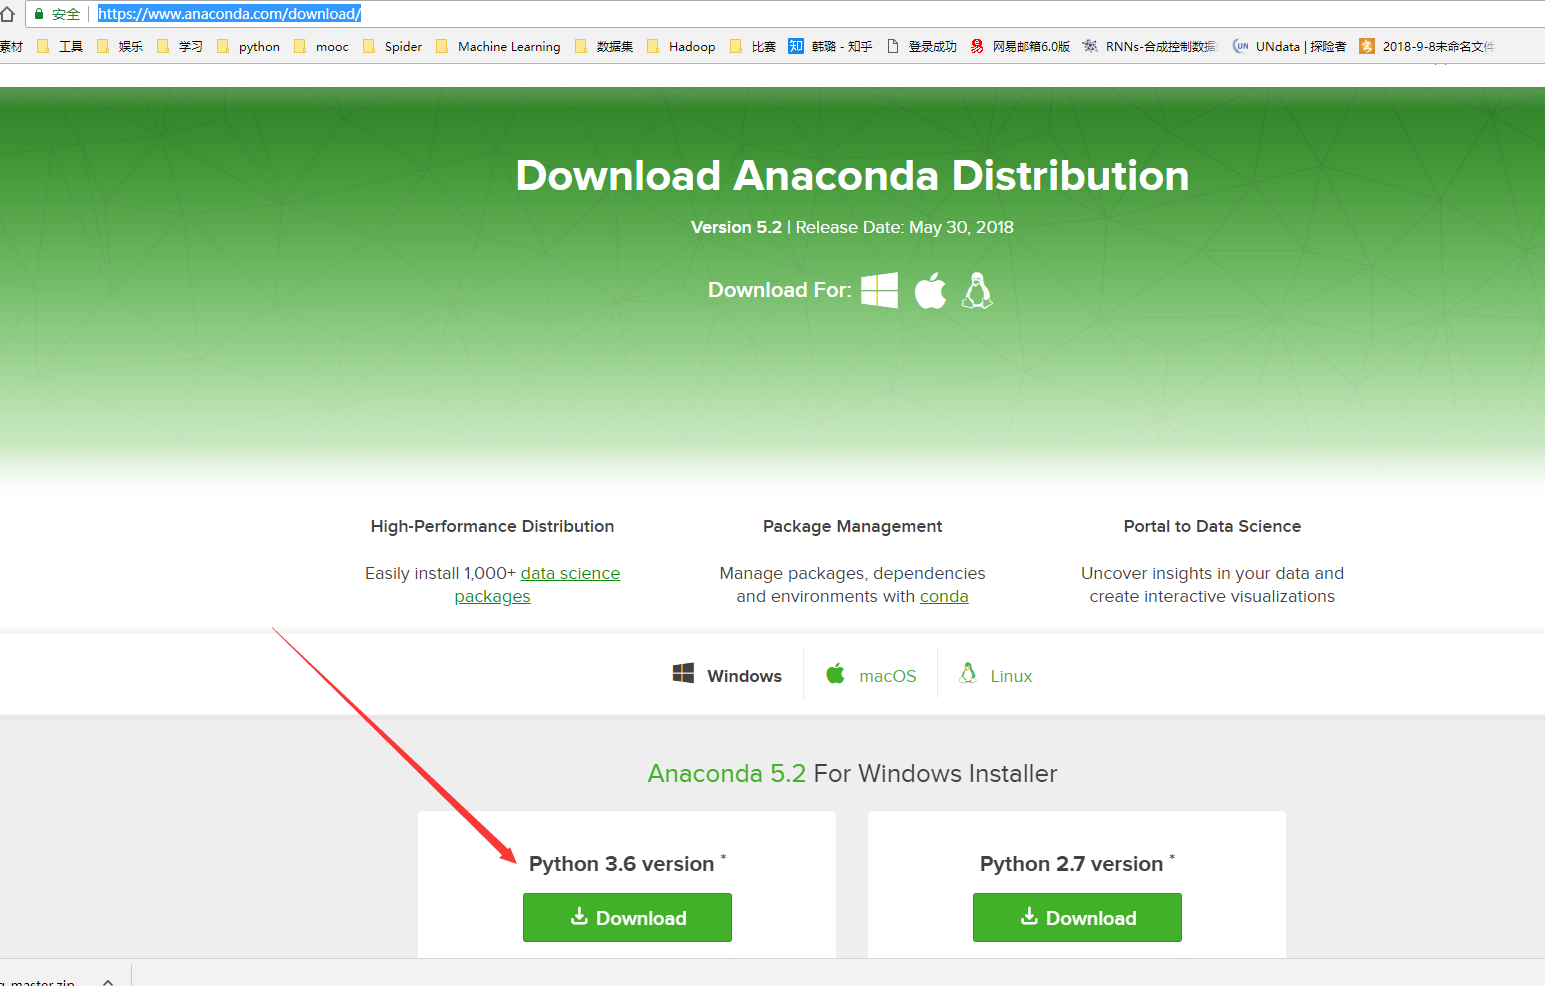 安全 https://www.anaconda.com/download/
素材 工具 娱乐 学习 python mooc Spider Machine Learning 数据集 Hadoop 比赛 知 韩璐 - 知乎 登录成功 网易邮箱6.0版 RNNs-合成控制数据 UNdata | 探险者 2018-9-8未命名文件
Download Anaconda Distribution
Version 5.2 | Release Date: May 30, 2018
Download For:
High-Performance Distribution
Easily install 1,000+ data science
packages
Package Management
Manage packages, dependencies
and environments with conda
Portal to Data Science
Uncover insights in your data and
create interactive visualizations
Windows macOS Linux
Anaconda 5.2 For Windows Installer
Python 3.6 version *
Download
Python 2.7 version *
Download
-master.zip